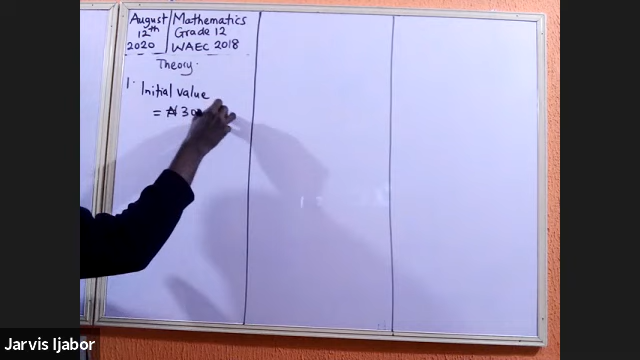 August
12th
2020
Mathematics
Grade 12
WAEC 2018
Theory.
1. Initial value
= ₦ 30
Jarvis Ijabor